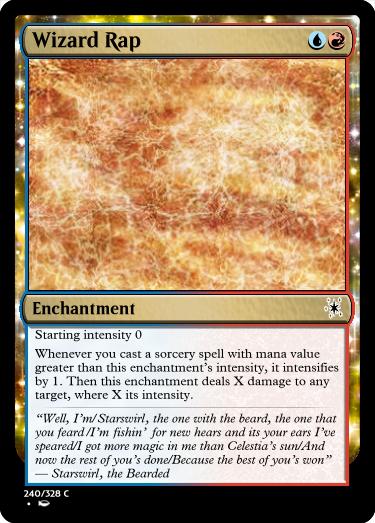 Wizard Rap
Enchantment
Starting intensity 0
Whenever you cast a sorcery spell with mana value
greater than this enchantment's intensity, it intensifies
by 1. Then this enchantment deals X damage to any
target, where X its intensity.
“Well, I'm/Starswirl, the one with the beard, the one that
you feard/I'm fishin' for new hears and its your ears I've
speared/I got more magic in me than Celestia's sun/And
now the rest of you's done/Because the best of you's won”
— Starswirl, the Bearded
240/328 C